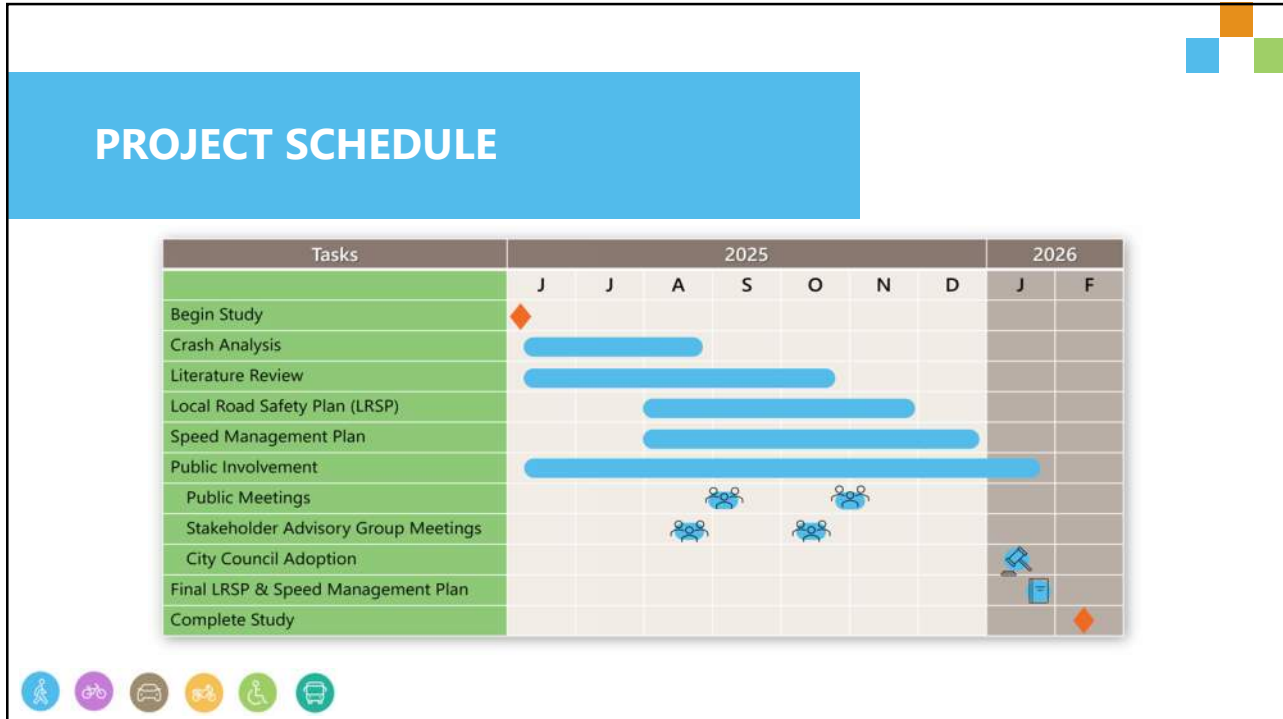 PROJECT SCHEDULE
Tasks 2025 2026
J J A S O N D J F
Begin Study
Crash Analysis
Literature Review
Local Road Safety Plan (LRSP)
Speed Management Plan
Public Involvement
Public Meetings
Stakeholder Advisory Group Meetings
City Council Adoption
Final LRSP & Speed Management Plan
Complete Study